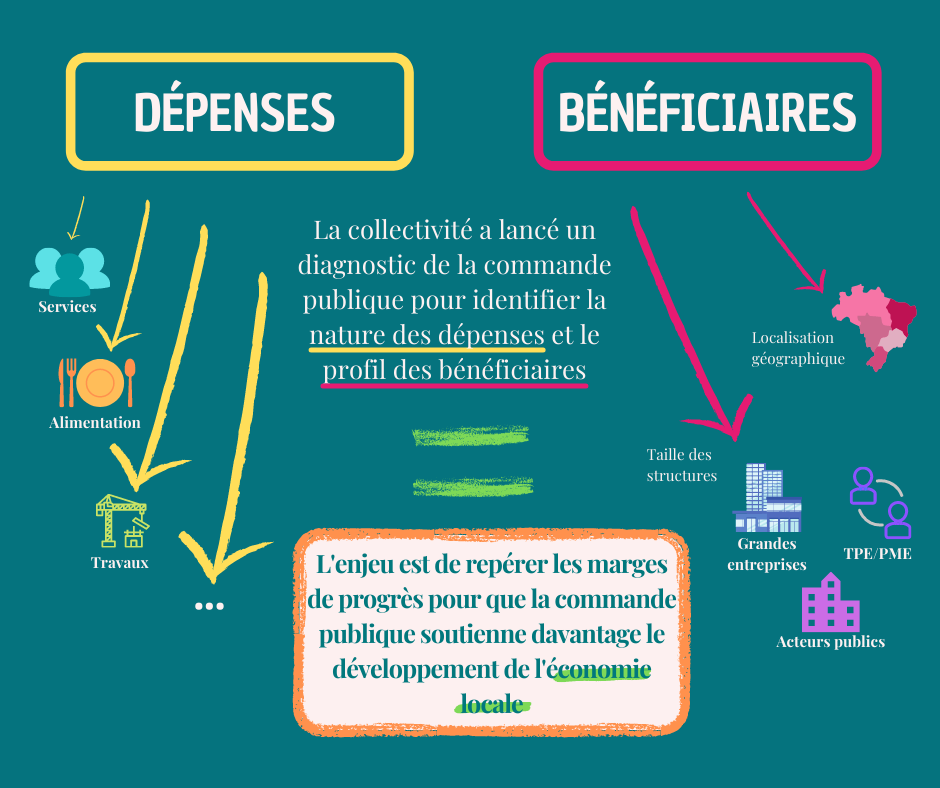 DÉPENSES
BÉNÉFICIAIRES
La collectivité a lancé un
diagnostic de la commande
publique pour identifier la
nature des dépenses et le
profil des bénéficiaires
Services
Alimentation
Travaux
...
Localisation
géographique
Taille des
structures
Grandes
entreprises
TPE/PME
Acteurs publics
L'enjeu est de repérer les marges
de progrès pour que la commande
publique soutienne davantage le
développement de l'économie
locale